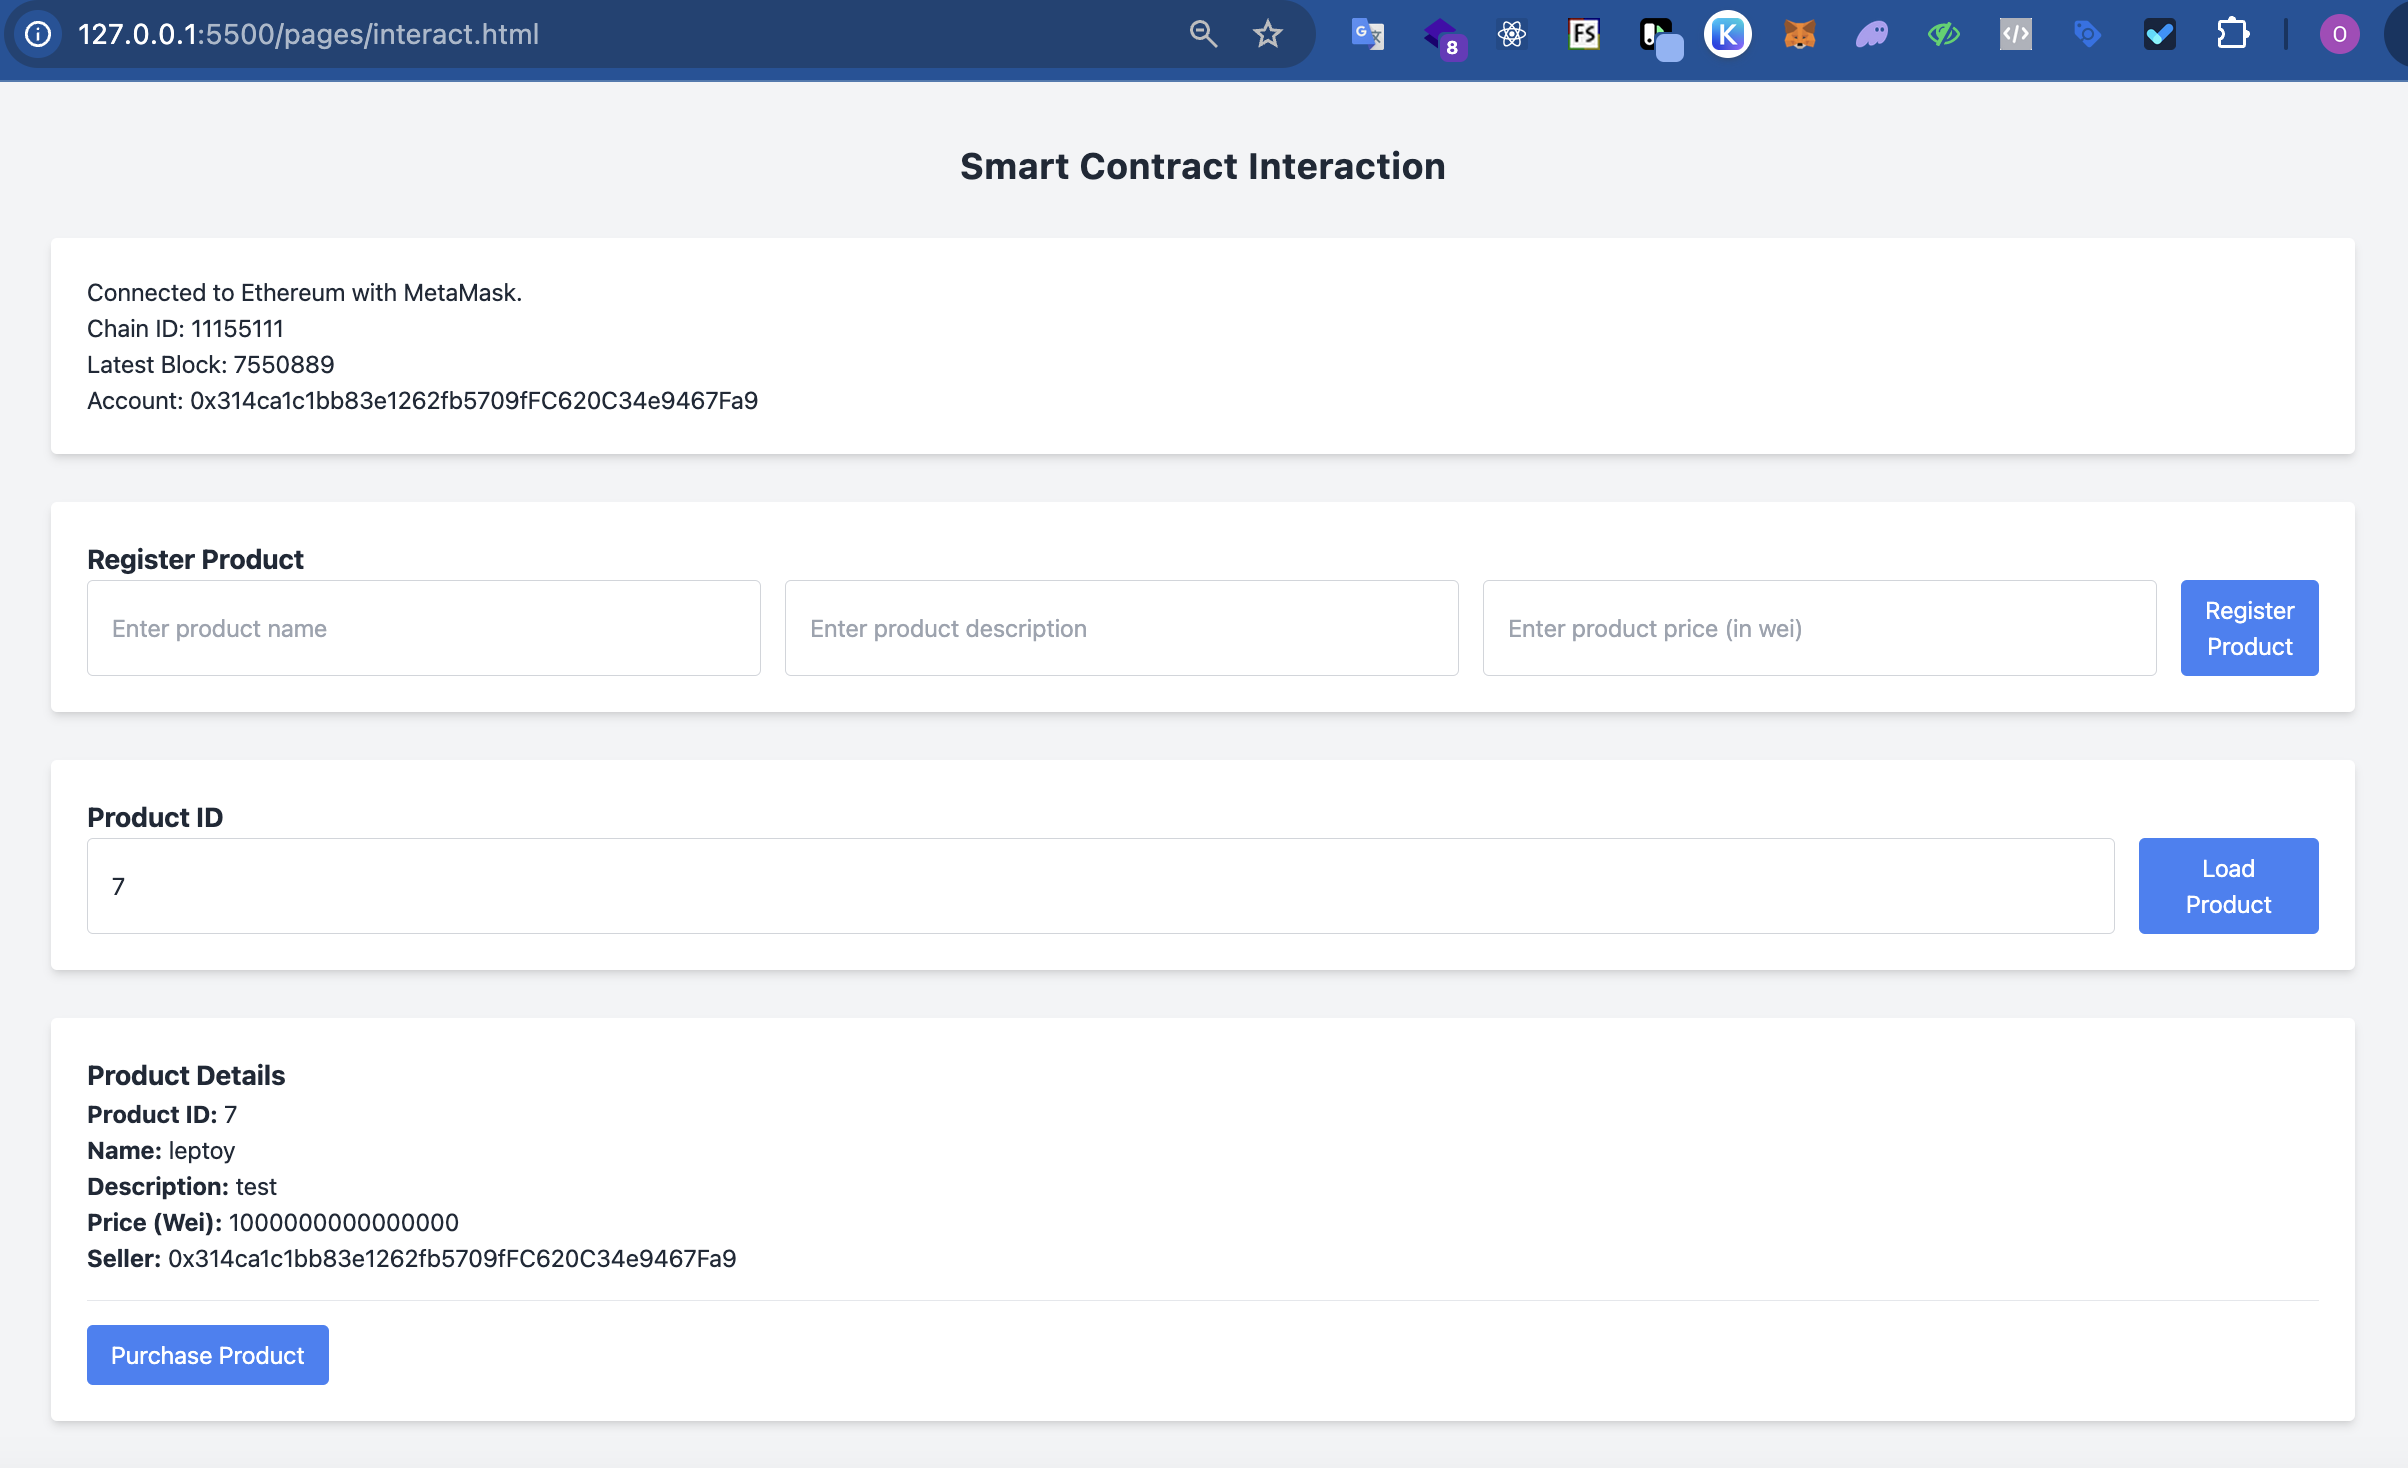 127.0.0.1:5500/pages/interact.html
8
FS
K
O
Smart Contract Interaction
Connected to Ethereum with MetaMask.
Chain ID: 11155111
Latest Block: 7550889
Account: 0x314ca1c1bb83e1262fb5709fFC620C34e9467Fa9
Register Product
Enter product name
Enter product description
Enter product price (in wei)
Register
Product
Product ID
7
Load
Product
Product Details
Product ID: 7
Name: leptoy
Description: test
Price (Wei): 1000000000000000
Seller: 0x314ca1c1bb83e1262fb5709fFC620C34e9467Fa9
Purchase Product